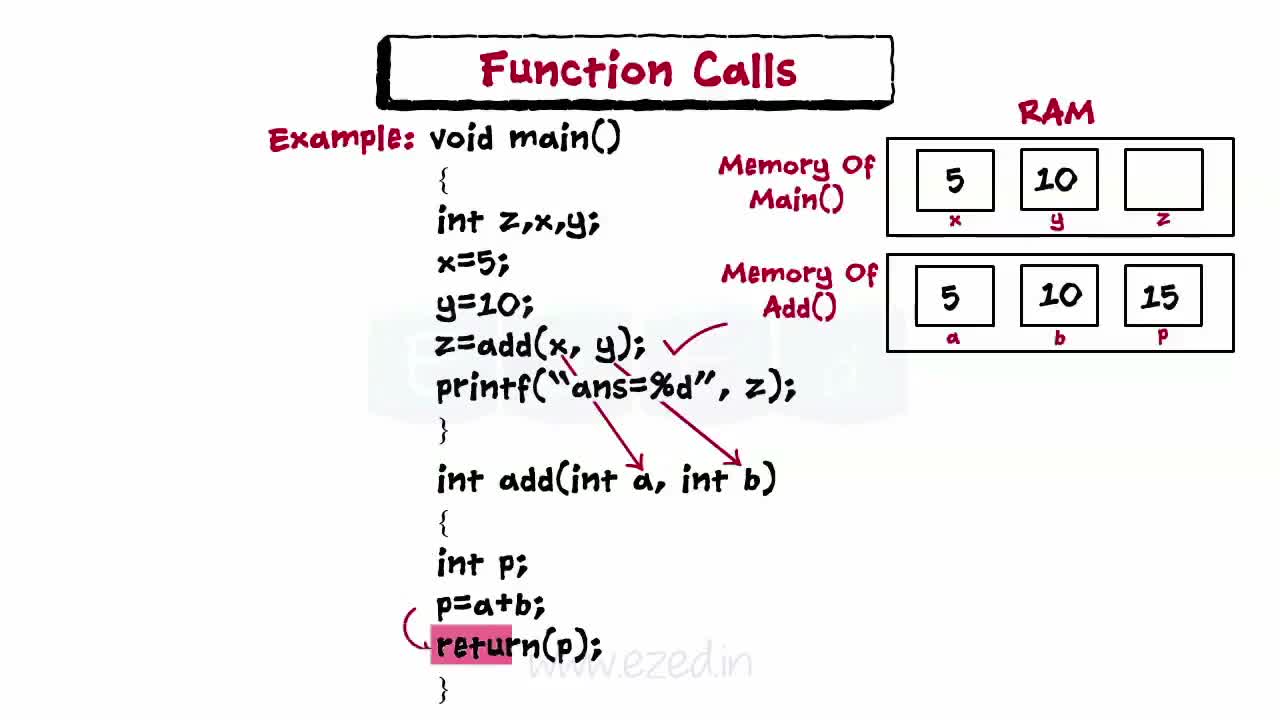 Function Calls
Example: void main()
{
int z,x,y;
x=5;
y=10;
z=add(x, y);
printf(“ans=%d”, z);
}
int add(int a, int b)
{
int p;
p=a+b;
return(p);
}
RAM
Memory Of
Main()
5 10
x y z
Memory Of
Add()
5 10 15
a b p
www.ezed.in